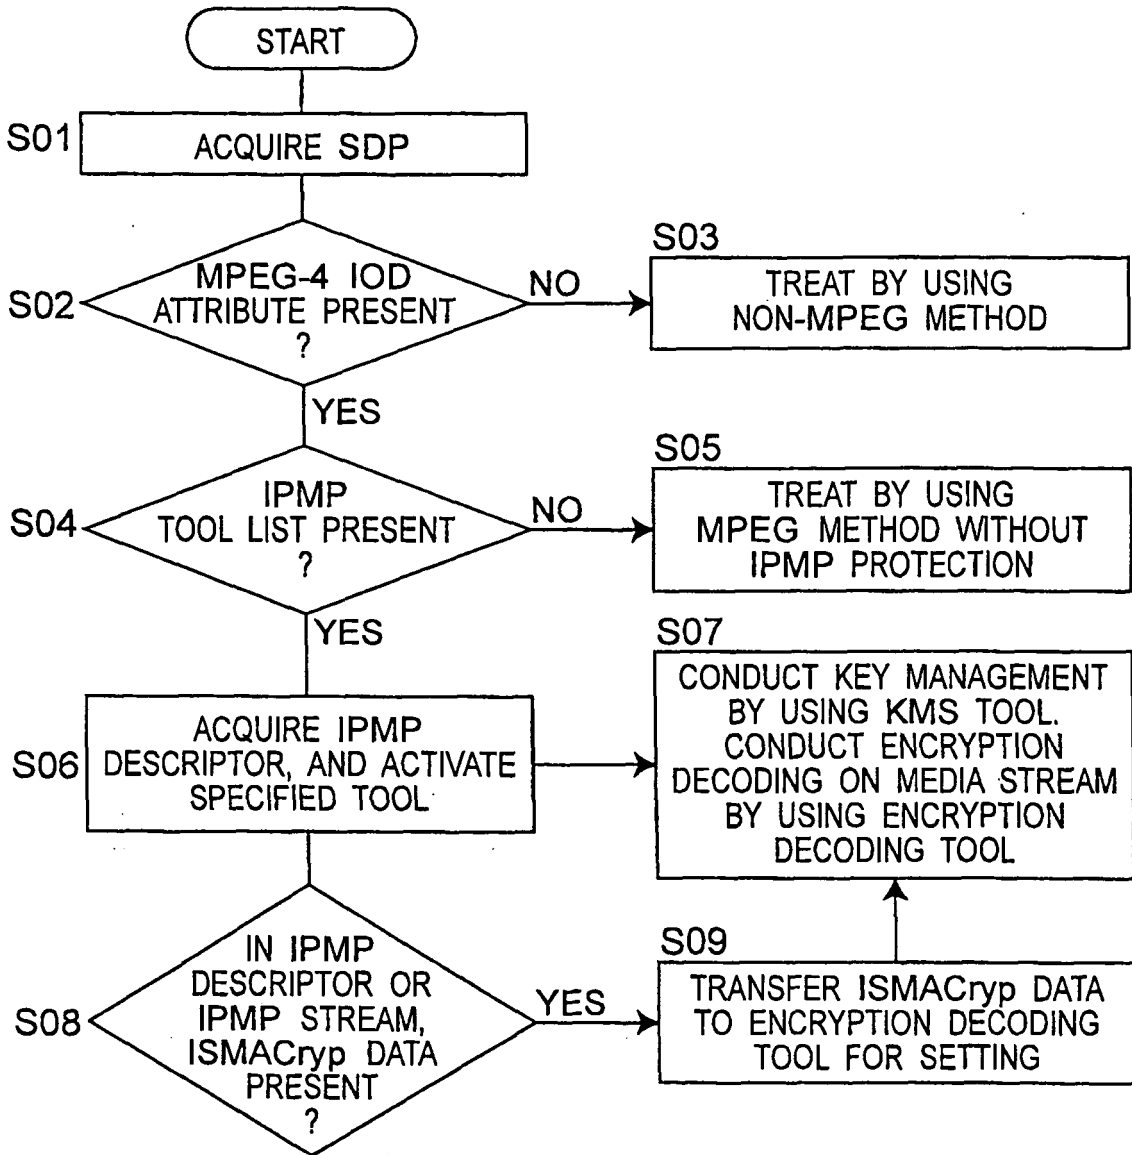 START
S01
ACQUIRE SDP
S02
MPEG-4 IOD
ATTRIBUTE PRESENT
?
NO
S03
TREAT BY USING
NON-MPEG METHOD
YES
S04
IPMP
TOOL LIST PRESENT
?
NO
S05
TREAT BY USING
MPEG METHOD WITHOUT
IPMP PROTECTION
YES
S06
ACQUIRE IPMP
DESCRIPTOR, AND ACTIVATE
SPECIFIED TOOL
S07
CONDUCT KEY MANAGEMENT
BY USING KMS TOOL.
CONDUCT ENCRYPTION
DECODING ON MEDIA STREAM
BY USING ENCRYPTION
DECODING TOOL
S08
IN IPMP
DESCRIPTOR OR
IPMP STREAM,
ISMACryp DATA
PRESENT
?
YES
S09
TRANSFER ISMACryp DATA
TO ENCRYPTION DECODING
TOOL FOR SETTING